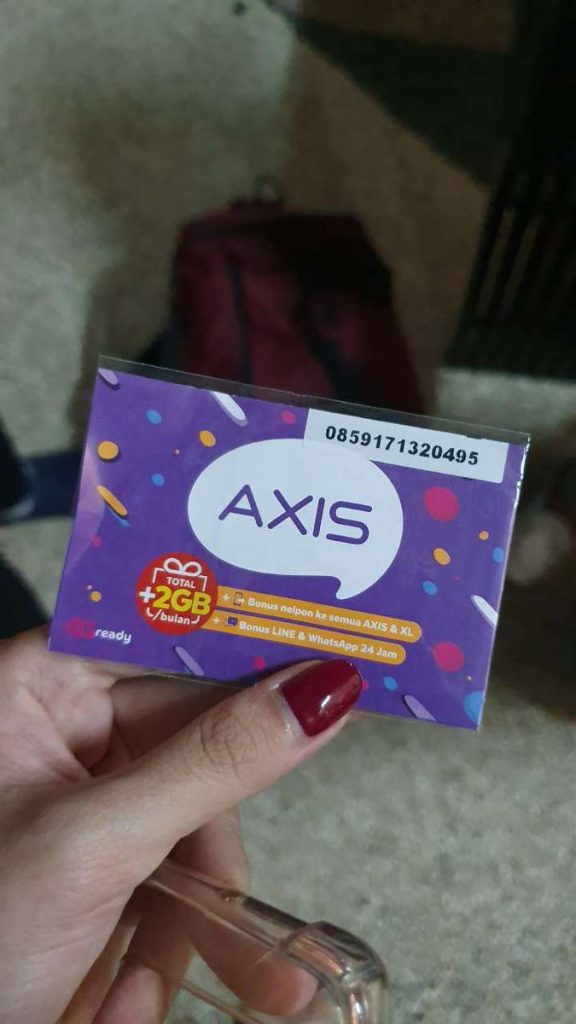 0859171320495
AXIS
TOTAL
+2GB
/bulan
+ Bonus nelpon ke semua AXIS & XL
+ Bonus LINE & WhatsApp 24 Jam
ready